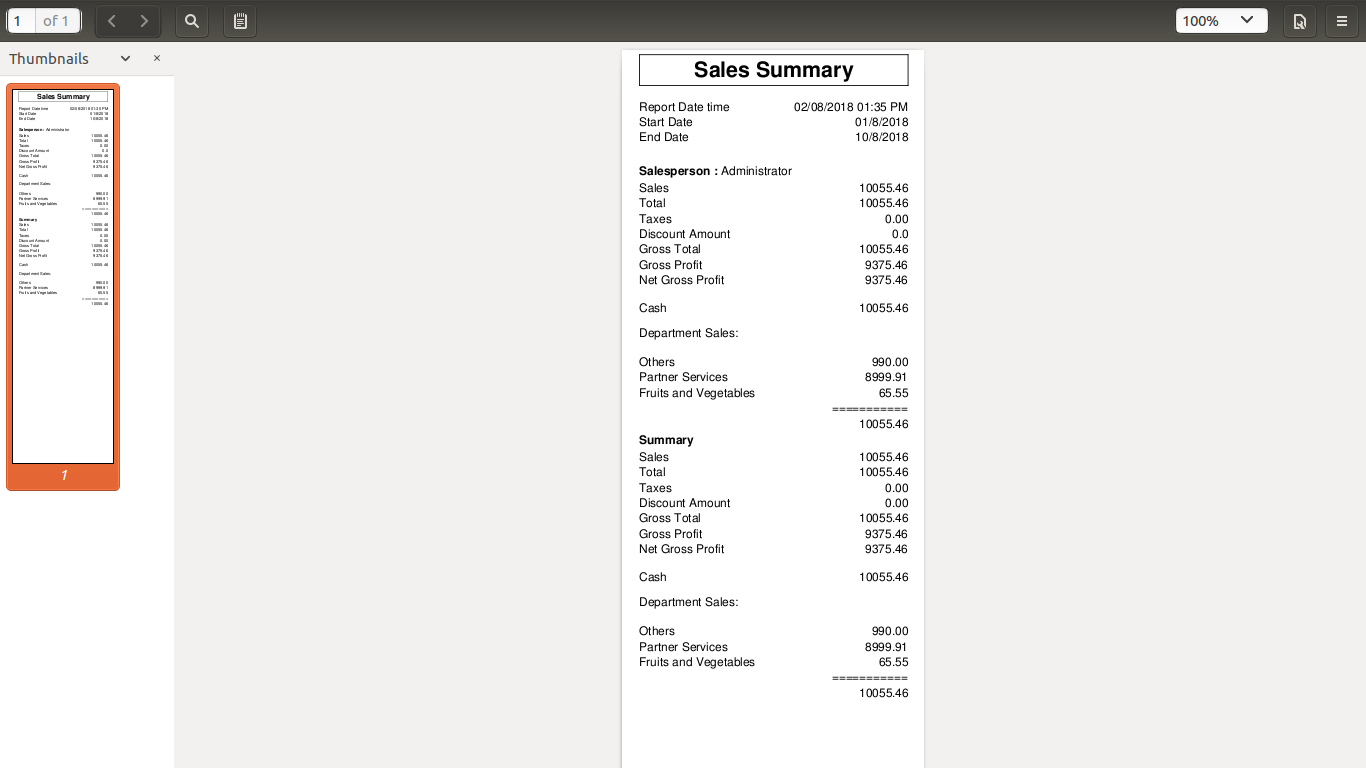 1 of 1
100%
Thumbnails
Sales Summary
Report Date time 02/08/2018 01:35 PM
Start Date 01/8/2018
End Date 10/8/2018
Salesperson : Administrator
Sales 10055.46
Total 10055.46
Taxes 0.00
Discount Amount 0.0
Gross Total 10055.46
Gross Profit 9375.46
Net Gross Profit 9375.46
Cash 10055.46
Department Sales:
Others 990.00
Partner Services 8999.91
Fruits and Vegetables 65.55
===========
10055.46
Summary
Sales 10055.46
Total 10055.46
Taxes 0.00
Discount Amount 0.00
Gross Total 10055.46
Gross Profit 9375.46
Net Gross Profit 9375.46
Cash 10055.46
Department Sales:
Others 990.00
Partner Services 8999.91
Fruits and Vegetables 65.55
===========
10055.46
Sales Summary
1